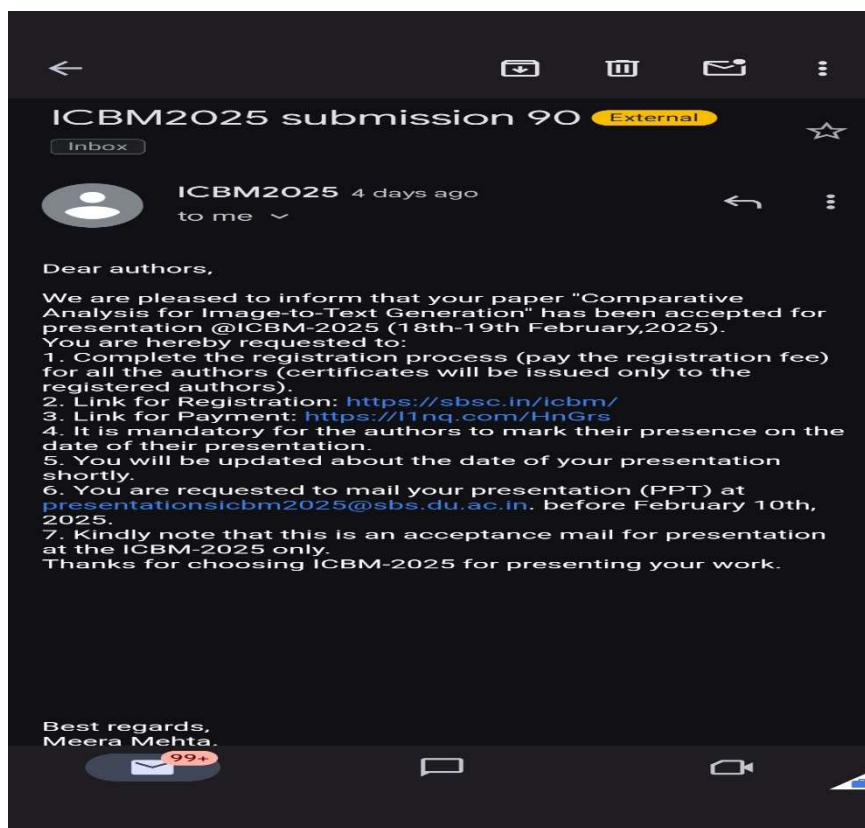 ICBM2025 submission 90 External
Inbox
ICBM2025 4 days ago
to me
Dear authors,
We are pleased to inform that your paper "Comparative
Analysis for Image-to-Text Generation" has been accepted for
presentation @ICBM-2025 (18th-19th February,2025).
You are hereby requested to:
1. Complete the registration process (pay the registration fee)
for all the authors (certificates will be issued only to the
registered authors).
2. Link for Registration: https://sbsc.in/icbm/
3. Link for Payment: https://l1nq.com/HnGrs
4. It is mandatory for the authors to mark their presence on the
date of their presentation.
5. You will be updated about the date of your presentation
shortly.
6. You are requested to mail your presentation (PPT) at
presentationsicbm2025@sbs.du.ac.in. before February 10th,
2025.
7. Kindly note that this is an acceptance mail for presentation
at the ICBM-2025 only.
Thanks for choosing ICBM-2025 for presenting your work.
Best regards,
Meera Mehta.
99+